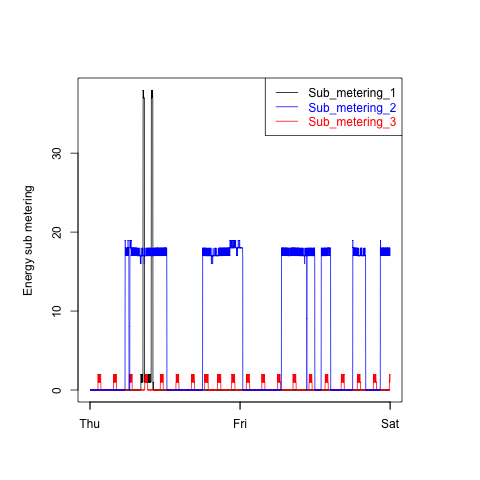 Sub_metering_1
Sub_metering_2
Sub_metering_3
Energy sub metering
30
20
10
0
Thu Fri Sat